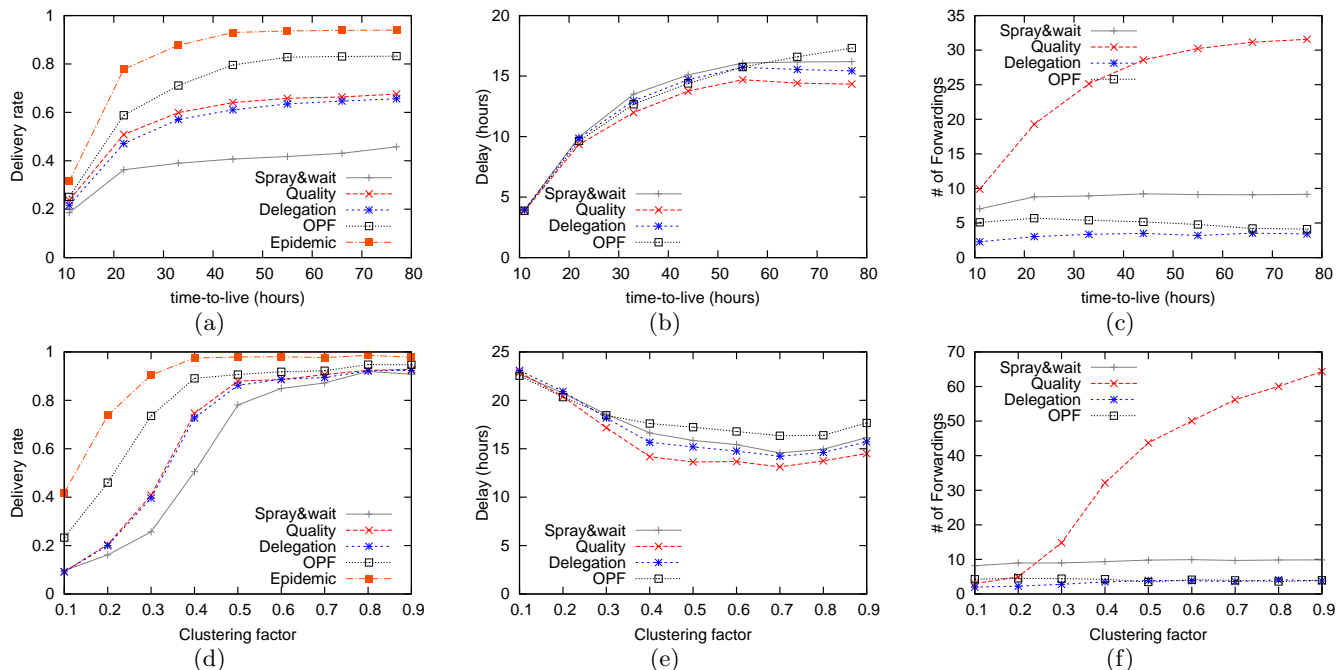 Delivery rate
1
0.8
0.6
0.4
0.2
0
Spray&wait
Quality
Delegation
OPF
Epidemic
10 20 30 40 50 60 70 80
time-to-live (hours)
(a)
Delay (hours)
20
15
10
5
0
Spray&wait
Quality
Delegation
OPF
10 20 30 40 50 60 70 80
time-to-live (hours)
(b)
# of Forwardings
35
30
25
20
15
10
5
0
Spray&wait
Quality
Delegation
OPF
10 20 30 40 50 60 70 80
time-to-live (hours)
(c)
Delivery rate
1
0.8
0.6
0.4
0.2
0
Spray&wait
Quality
Delegation
OPF
Epidemic
0.1 0.2 0.3 0.4 0.5 0.6 0.7 0.8 0.9
Clustering factor
(d)
Delay (hours)
25
20
15
10
5
0
Spray&wait
Quality
Delegation
OPF
0.1 0.2 0.3 0.4 0.5 0.6 0.7 0.8 0.9
Clustering factor
(e)
# of Forwardings
70
60
50
40
30
20
10
0
Spray&wait
Quality
Delegation
OPF
0.1 0.2 0.3 0.4 0.5 0.6 0.7 0.8 0.9
Clustering factor
(f)